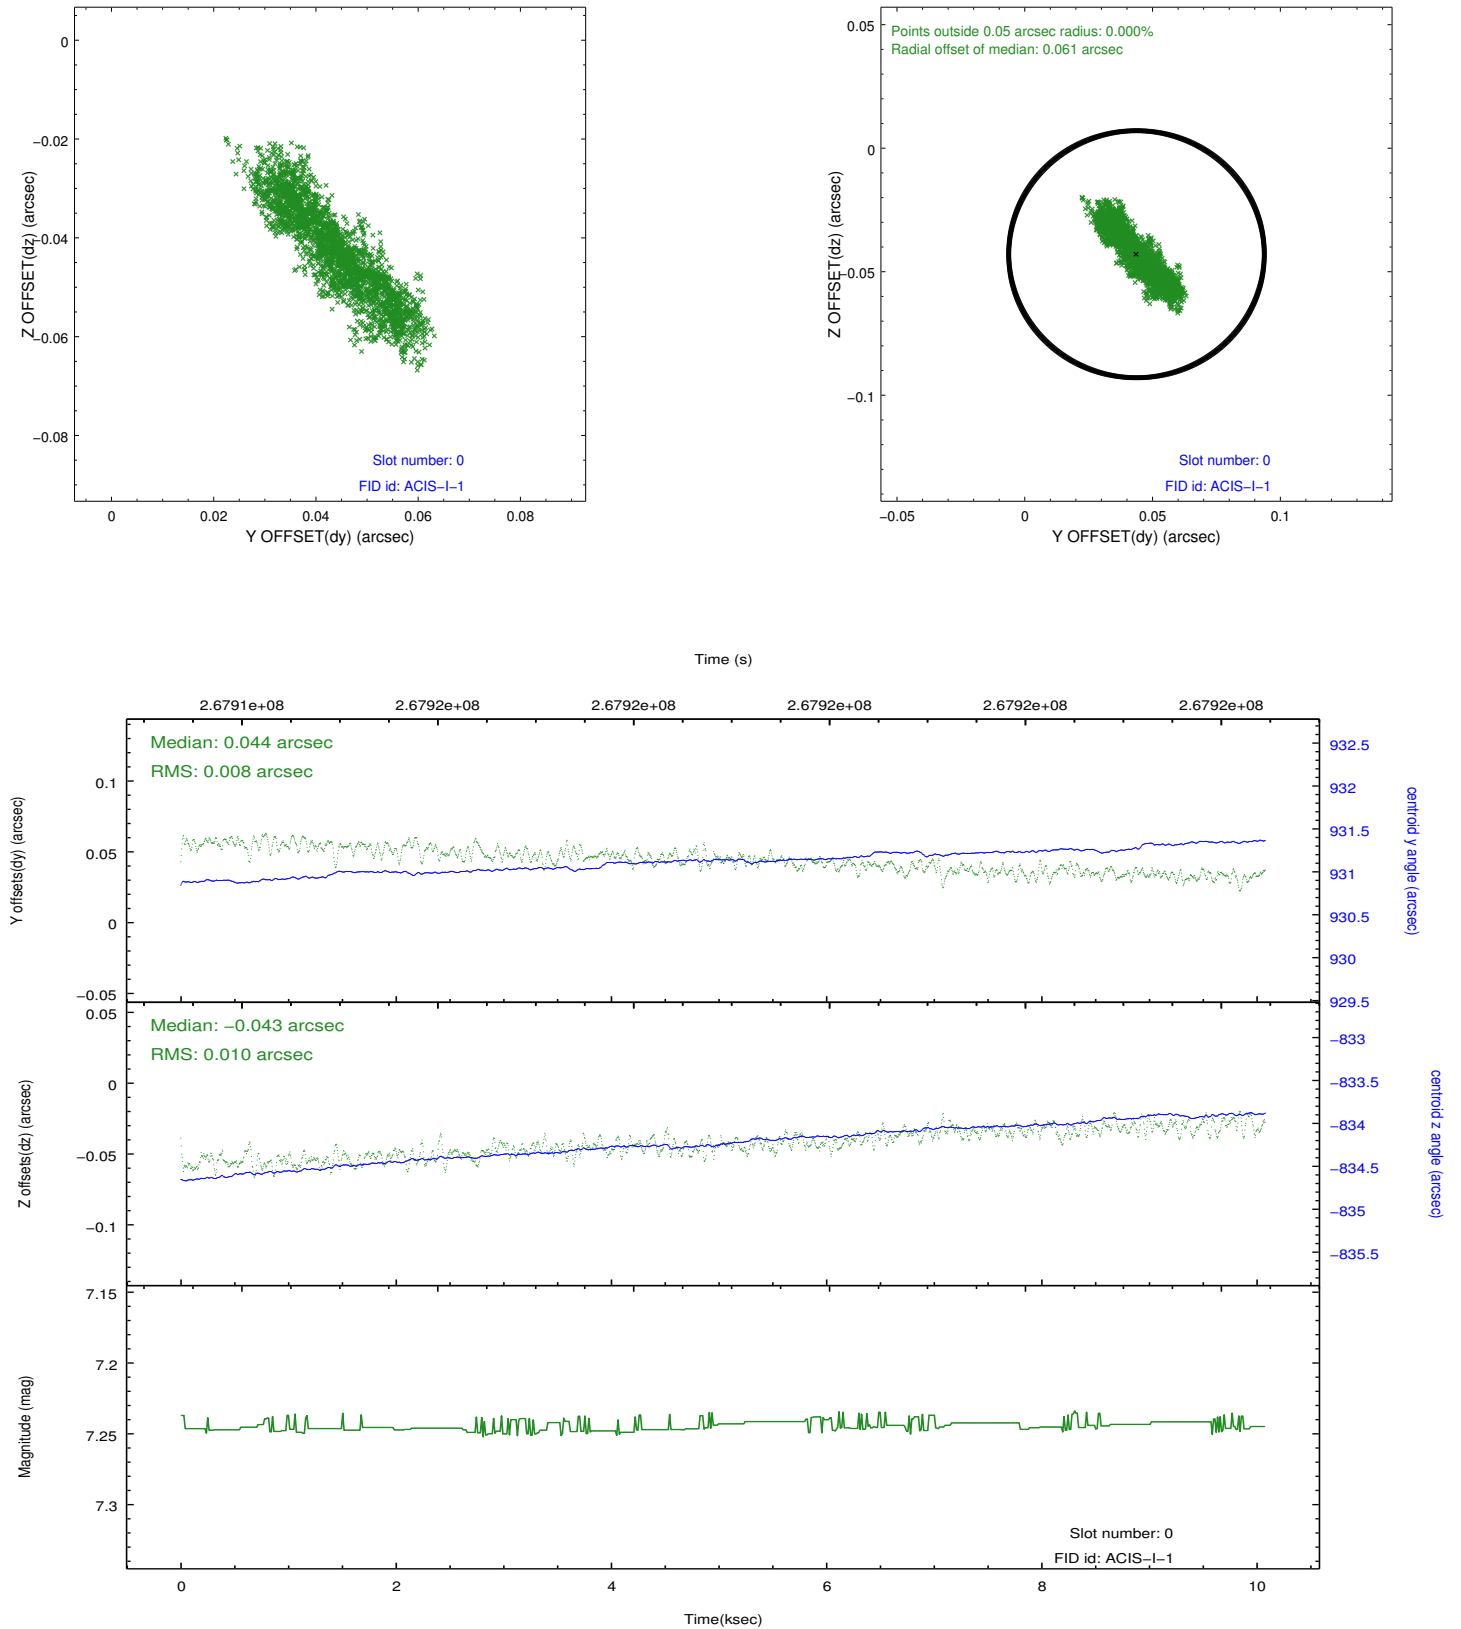 0
−0.02
−0.04
−0.06
−0.08
Z OFFSET(dz) (arcsec)
Slot number: 0
FID id: ACIS−I−1
0
0.02
0.04
0.06
0.08
Y OFFSET(dy) (arcsec)
0.05
0
−0.05
−0.1
Z OFFSET(dz) (arcsec)
Points outside 0.05 arcsec radius: 0.000%
Radial offset of median: 0.061 arcsec
Slot number: 0
FID id: ACIS−I−1
−0.05
0
0.05
0.1
Y OFFSET(dy) (arcsec)
Time (s)
2.6791e+08
2.6792e+08
2.6792e+08
2.6792e+08
2.6792e+08
2.6792e+08
Median: 0.044 arcsec
RMS: 0.008 arcsec
0.1
0.05
0
−0.05
Y offsets(dy) (arcsec)
932.5
932
931.5
931
930.5
930
929.5
centroid y angle (arcsec)
Median: −0.043 arcsec
RMS: 0.010 arcsec
0.05
0
−0.05
−0.1
Z offsets(dz) (arcsec)
−833
−833.5
−834
−834.5
−835
−835.5
centroid z angle (arcsec)
7.15
7.2
7.25
7.3
Magnitude (mag)
Slot number: 0
FID id: ACIS−I−1
0
2
4
6
8
10
Time(ksec)